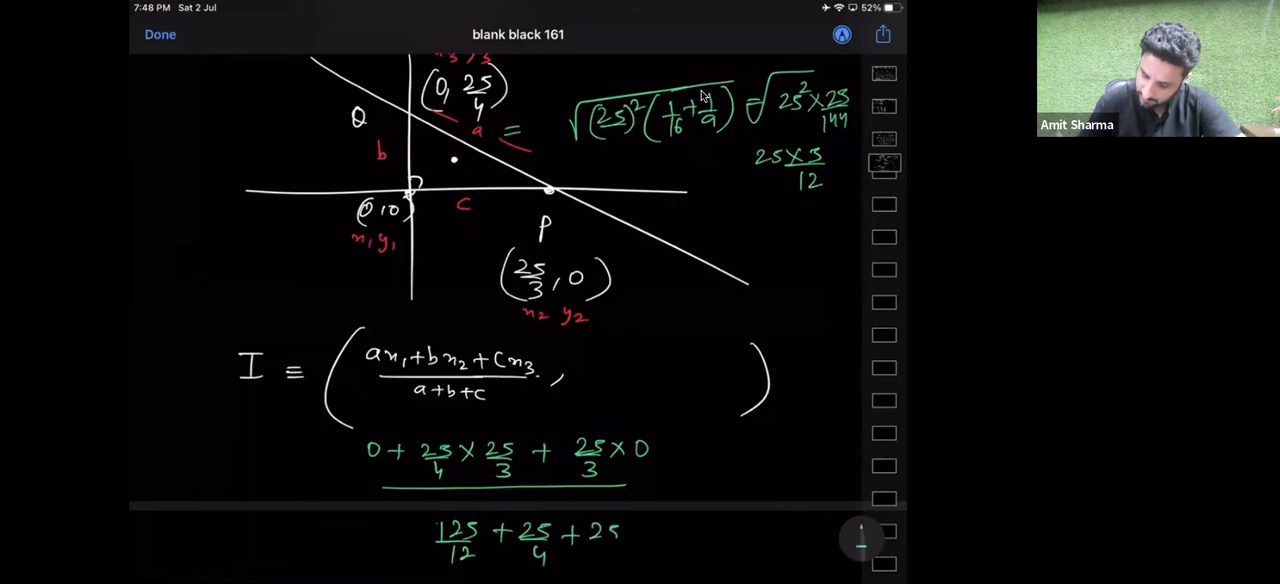 7:48 PM Sat 2 Jul
52%
Done
blank black 161
(0, 25/4)
Q
a =
√((25)²(1/16 + 1/9)) = √(25² × 25/144)
25 × 5/12
b
c
x₁ y₁
P
(25/3, 0)
x₂ y₂
I ≡ ((ax₁ + bx₂ + cx₃)/(a + b + c), )
0 + 25/4 × 25/3 + 25/3 × 0
125/12 + 25/4 + 25
Amit Sharma